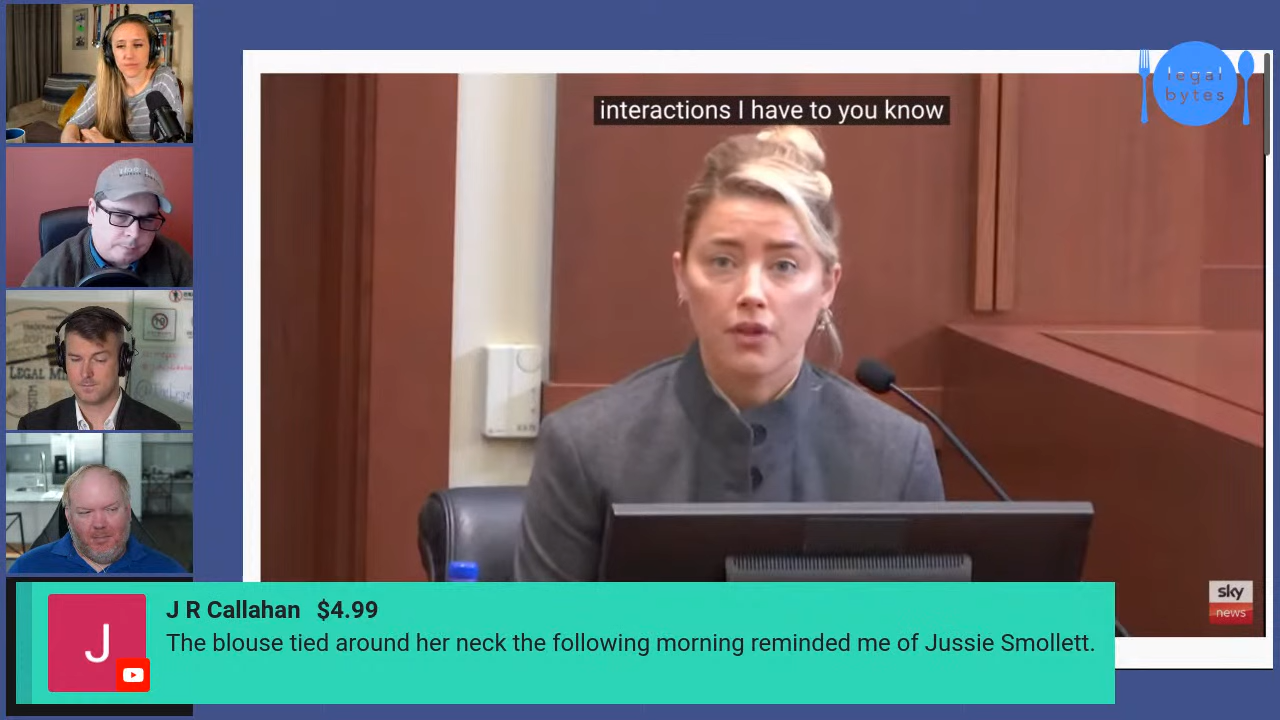 interactions I have to you know
legal
bytes
LEGAL M
sky
news
J
J R Callahan $4.99
The blouse tied around her neck the following morning reminded me of Jussie Smollett.